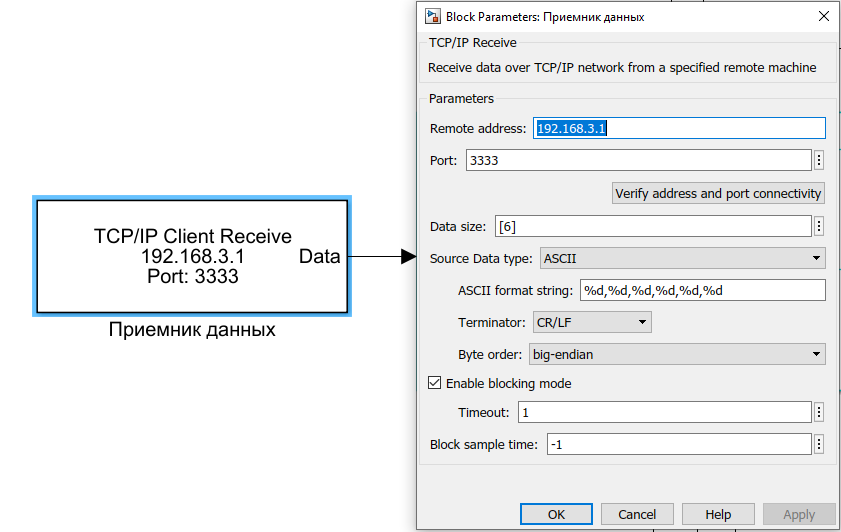 TCP/IP Client Receive
192.168.3.1
Port: 3333
Data
Приемник данных
Block Parameters: Приемник данных
TCP/IP Receive
Receive data over TCP/IP network from a specified remote machine
Parameters
Remote address: 192.168.3.1
Port: 3333
Verify address and port connectivity
Data size: [6]
Source Data type: ASCII
ASCII format string: %d,%d,%d,%d,%d,%d
Terminator: CR/LF
Byte order: big-endian
Enable blocking mode
Timeout: 1
Block sample time: -1
OK Cancel Help Apply